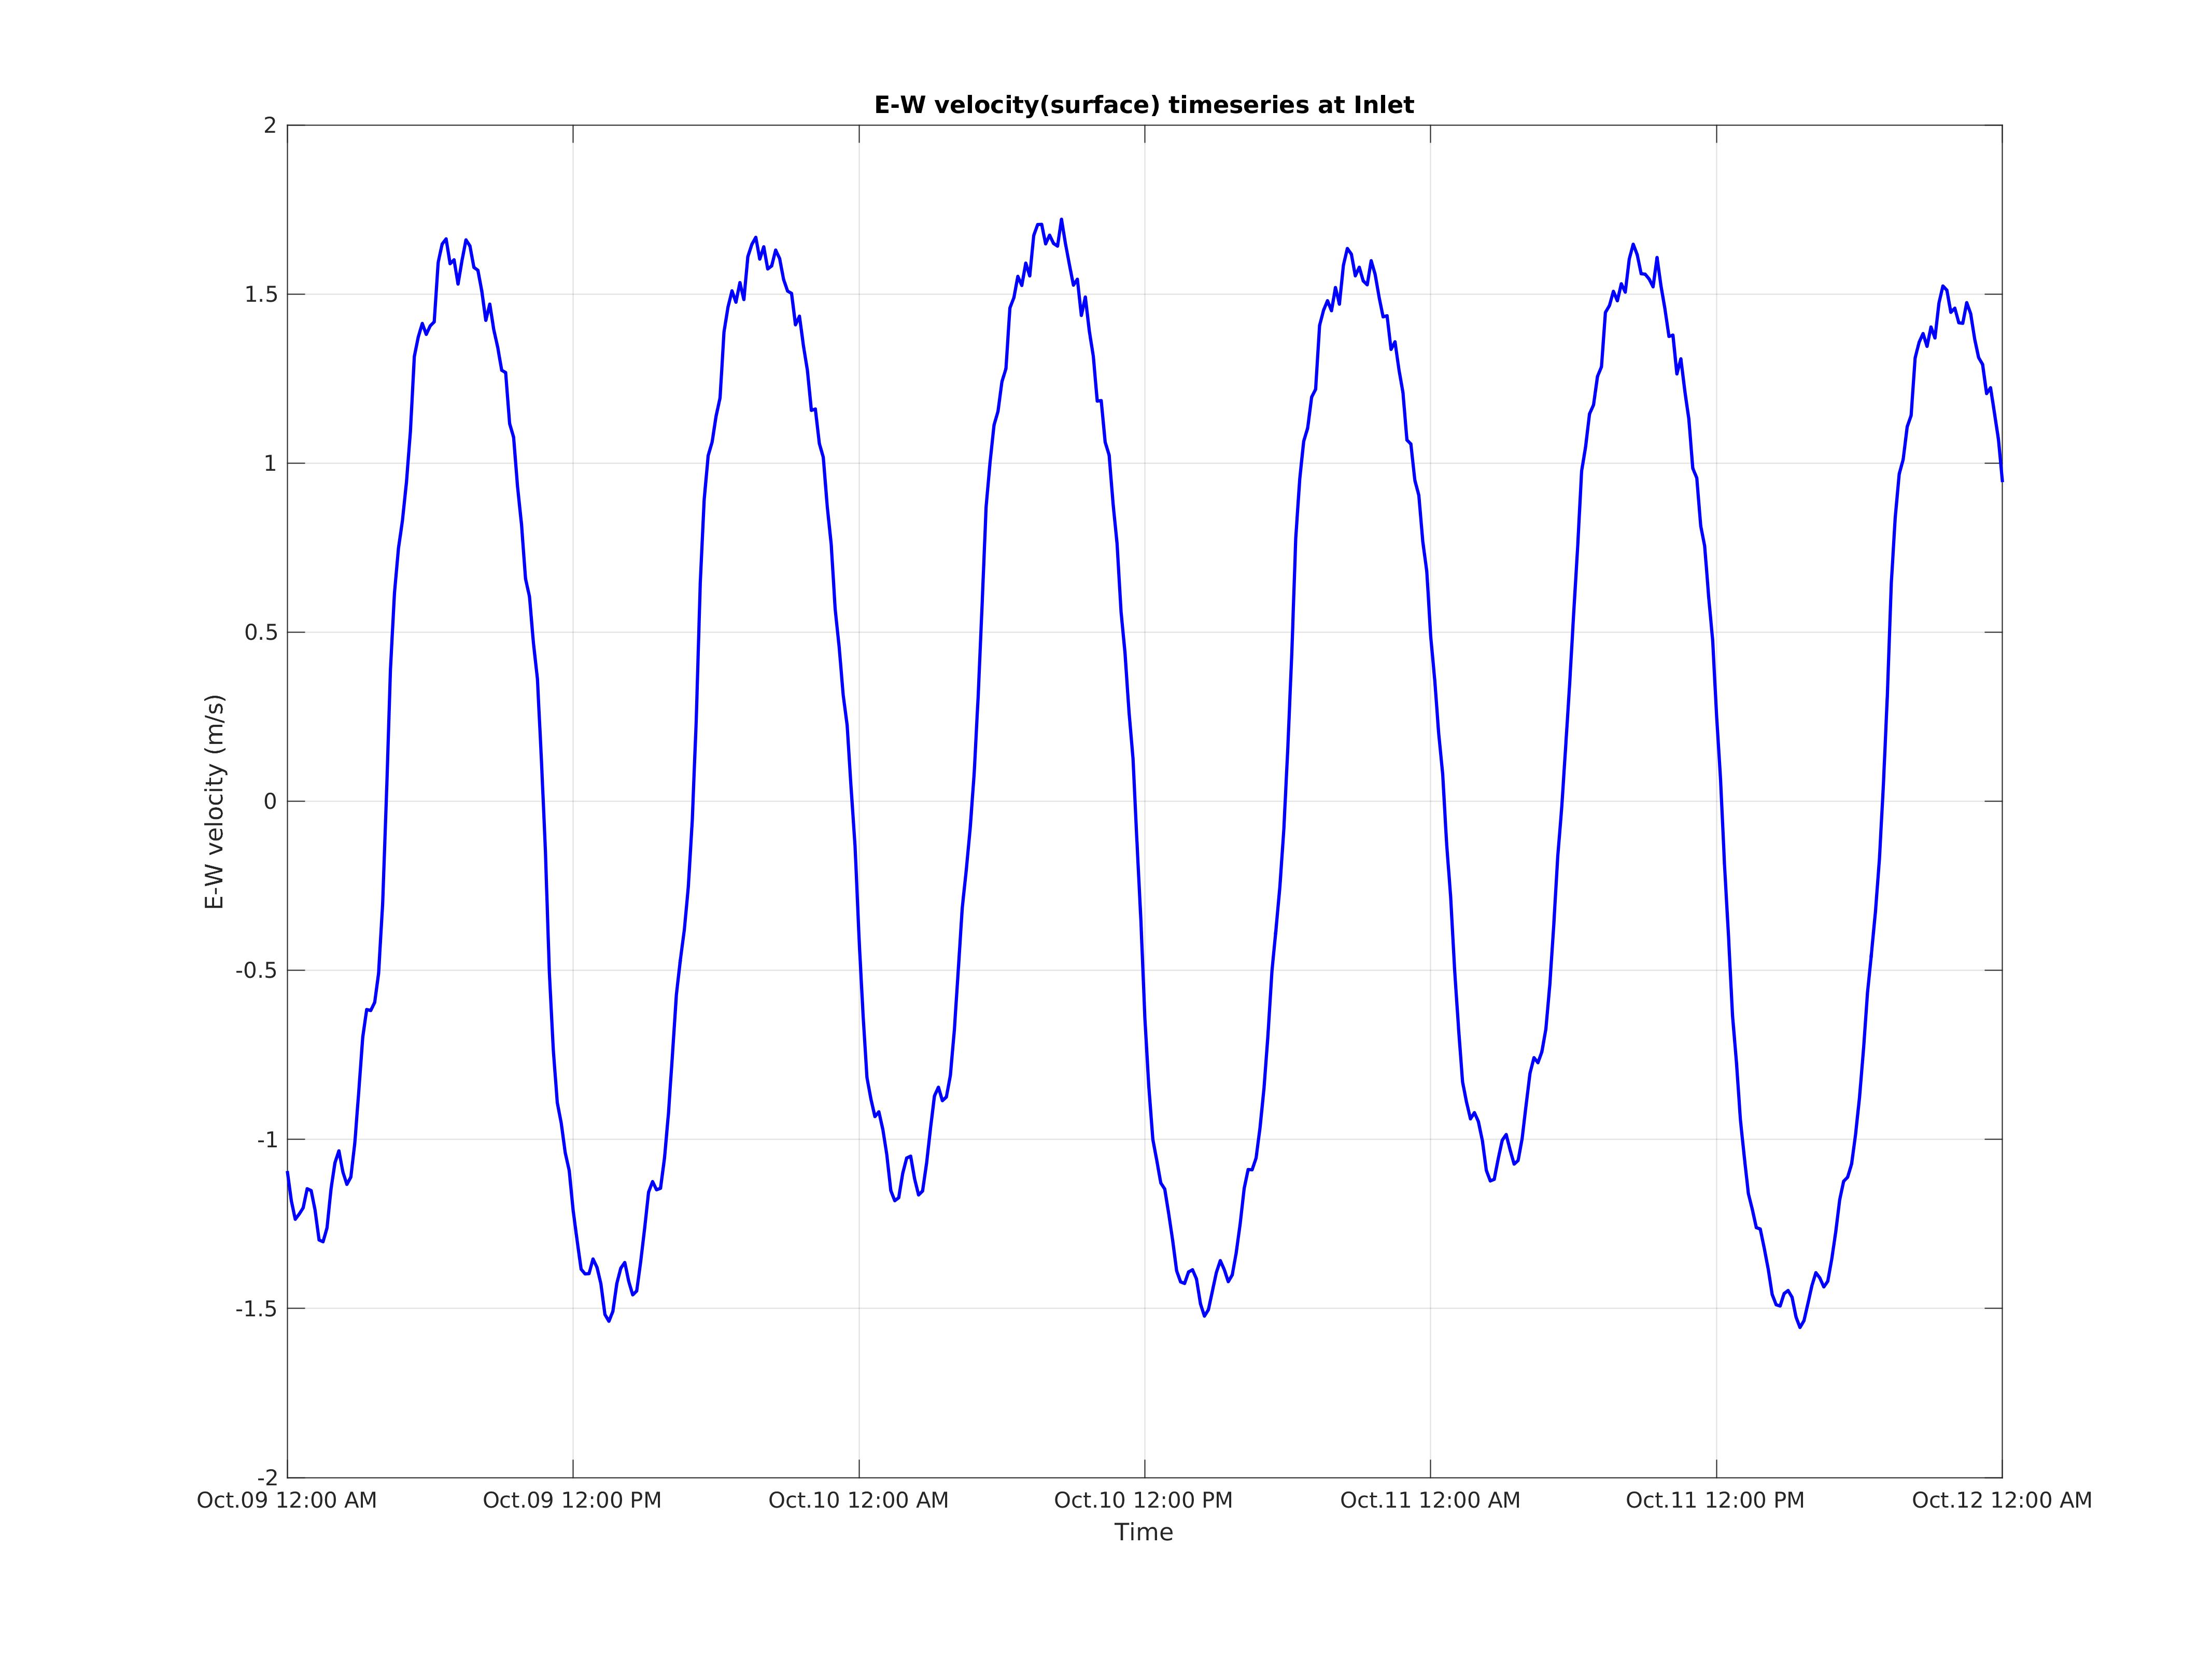 E-W velocity(surface) timeseries at Inlet
2
1.5
1
0.5
0
-0.5
-1
-1.5
-2
E-W velocity (m/s)
Oct.09 12:00 AM Oct.09 12:00 PM Oct.10 12:00 AM Oct.10 12:00 PM Oct.11 12:00 AM Oct.11 12:00 PM Oct.12 12:00 AM
Time